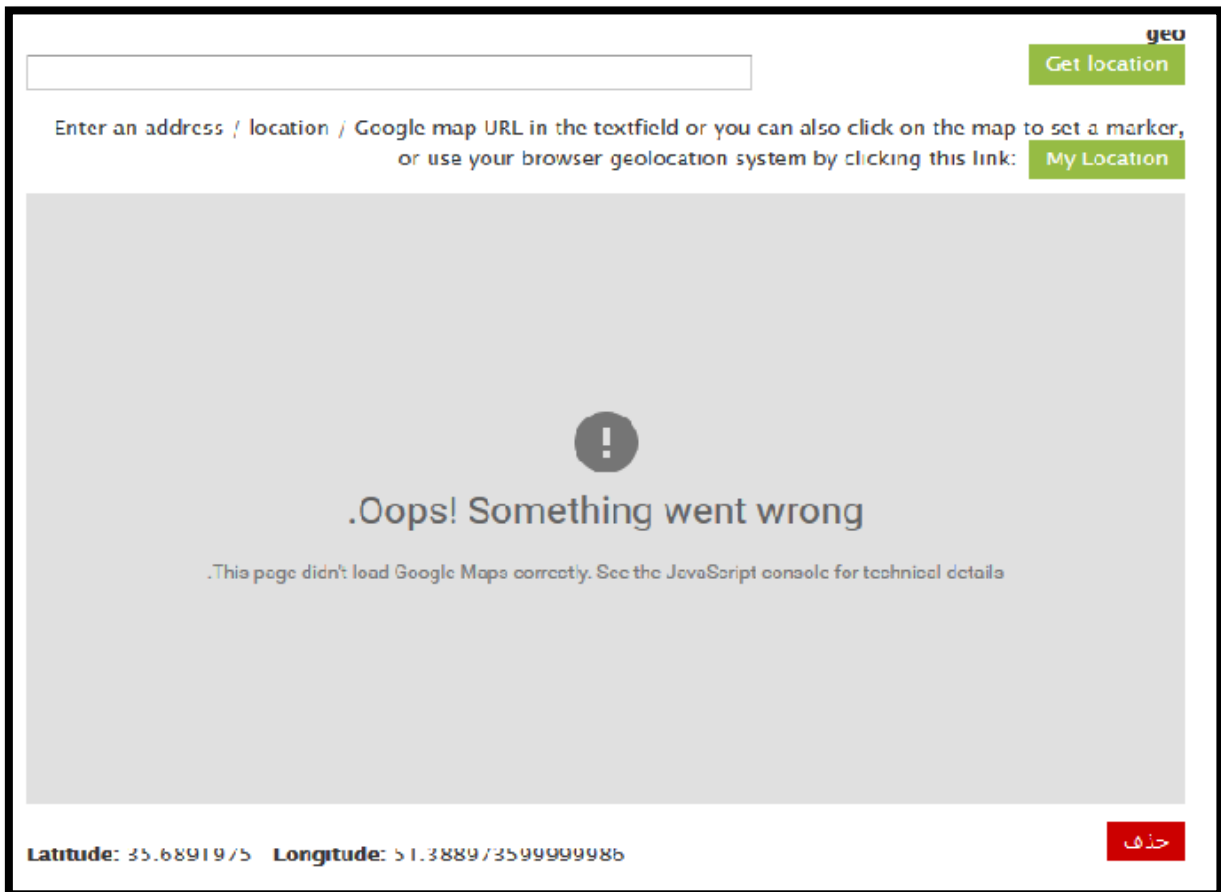 geo
Get location
Enter an address / location / Google map URL in the textfield or you can also click on the map to set a marker,
or use your browser geolocation system by clicking this link: My Location
.Oops! Something went wrong
.This page didn't load Google Maps correctly. See the JavaScript console for technical details
حذف
Latitude: 35.6891975 Longitude: 51.388973599999986